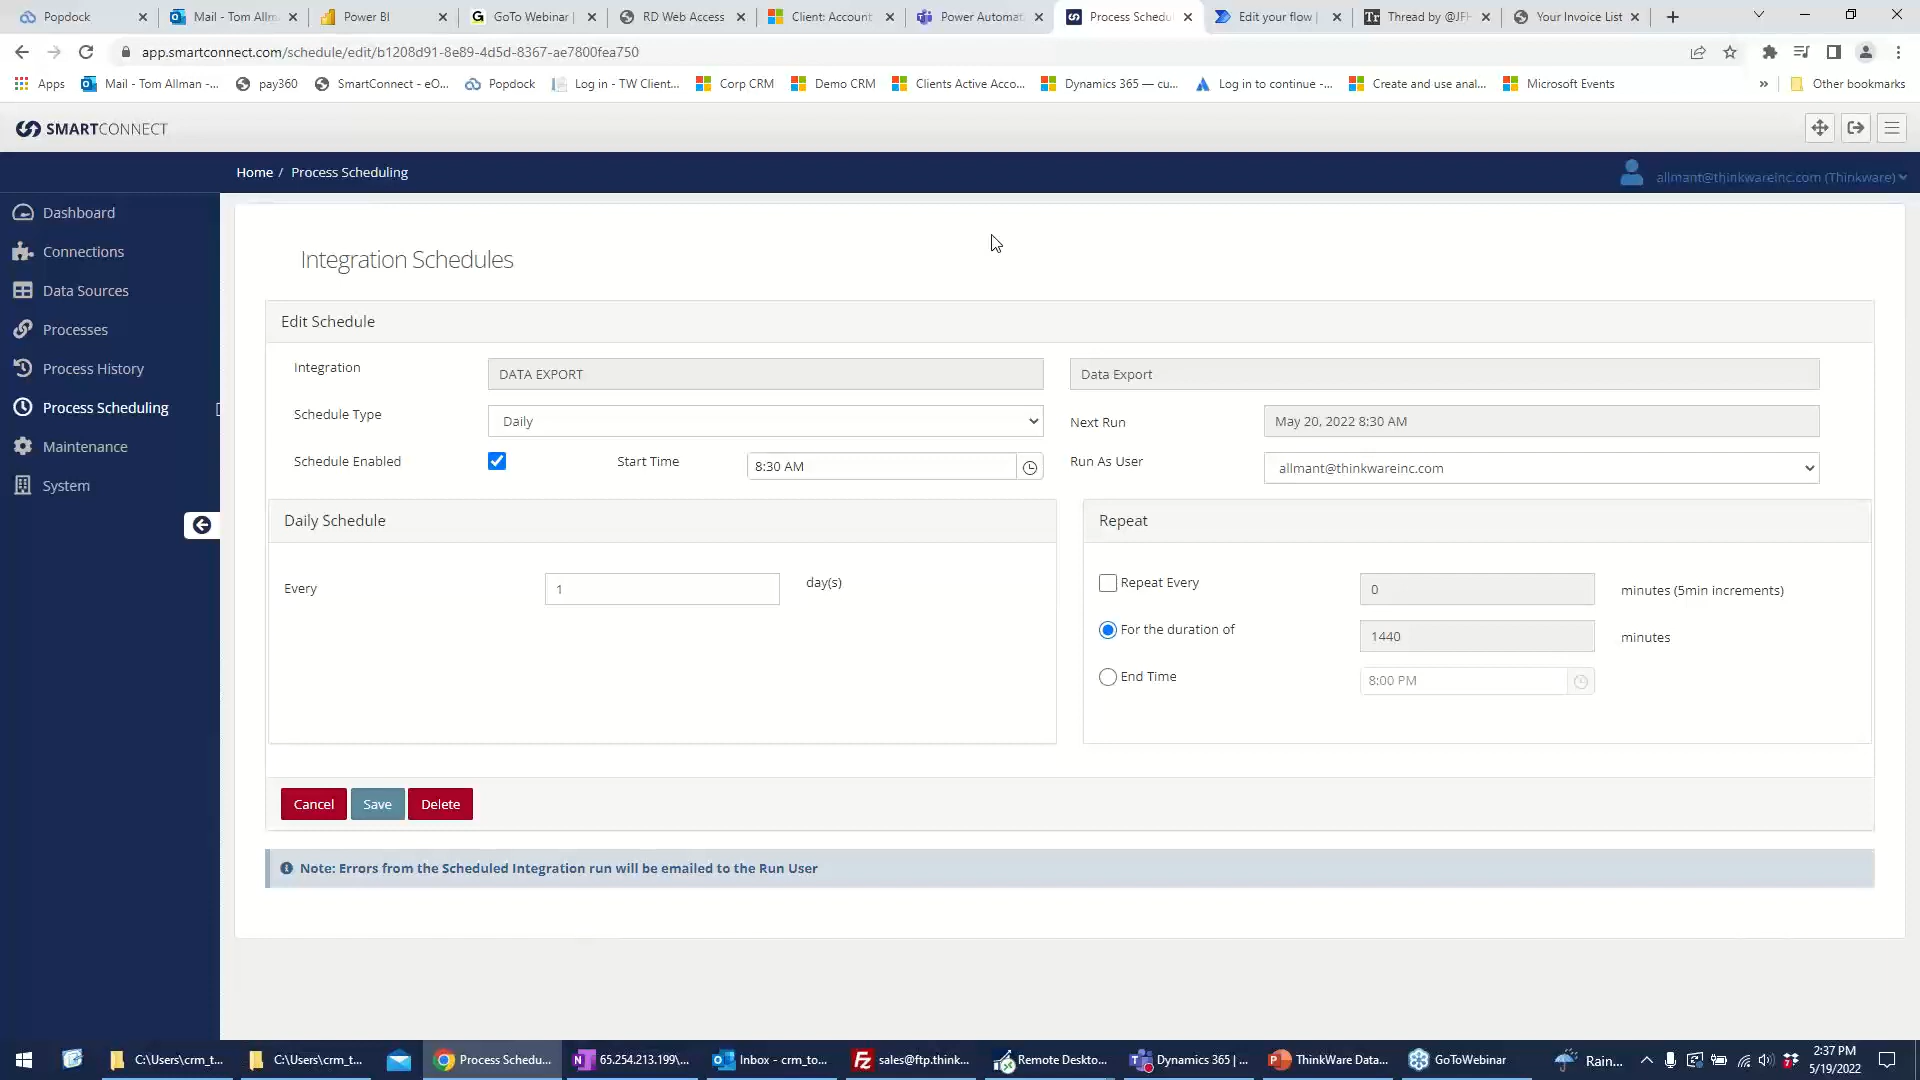 Popdock
Mail - Tom Allm
Power BI
GoTo Webinar
RD Web Access
Client: Account
Power Automat
Process Schedu
Edit your flow
Thread by @JFH
Your Invoice List
app.smartconnect.com/schedule/edit/b1208d91-8e89-4d5d-8367-ae7800fea750
Apps
Mail - Tom Allman -...
pay360
SmartConnect - eO...
Popdock
Log in - TW Client...
Corp CRM
Demo CRM
Clients Active Acco...
Dynamics 365 — cu...
Log in to continue -...
Create and use anal...
Microsoft Events
»
Other bookmarks
SMARTCONNECT
Home / Process Scheduling
allmant@thinkwareinc.com (Thinkware)
Dashboard
Connections
Data Sources
Processes
Process History
Process Scheduling
Maintenance
System
Integration Schedules
Edit Schedule
Integration
DATA EXPORT
Data Export
Schedule Type
Daily
Next Run
May 20, 2022 8:30 AM
Schedule Enabled
Start Time
8:30 AM
Run As User
allmant@thinkwareinc.com
Daily Schedule
Every
1
day(s)
Repeat
Repeat Every
0
minutes (5min increments)
For the duration of
1440
minutes
End Time
8:00 PM
Cancel
Save
Delete
Note: Errors from the Scheduled Integration run will be emailed to the Run User
C:\Users\crm_t...
C:\Users\crm_t...
Process Schedu...
65.254.213.199\...
Inbox - crm_to...
sales@ftp.think...
Remote Deskto...
Dynamics 365 | ...
ThinkWare Data...
GoToWebinar
Rain...
2:37 PM
5/19/2022